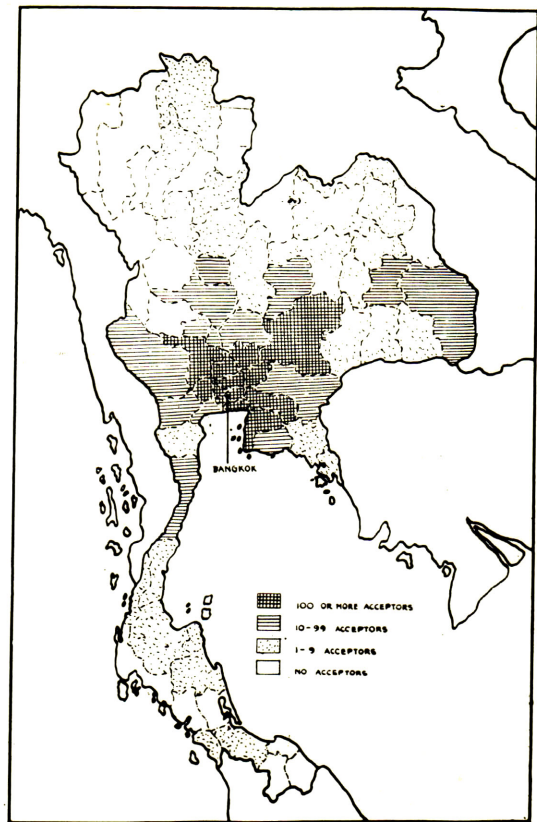 BANGKOK
100 OR MORE ACCEPTORS
10-99 ACCEPTORS
1-9 ACCEPTORS
NO ACCEPTORS